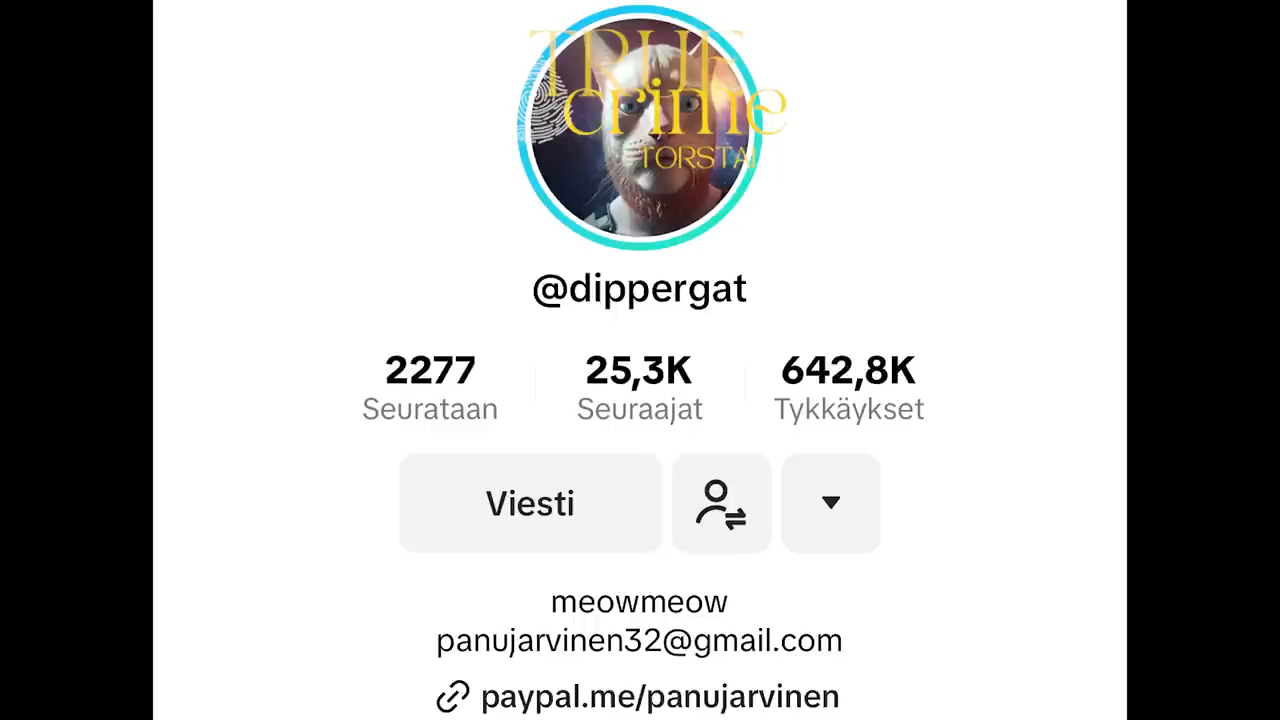 TRUE
crime
TORSTAI
@dippergat
2277 25,3K 642,8K
Seurataan Seuraajat Tykkäykset
Viesti
meowmeow
panujarvinen32@gmail.com
paypal.me/panujarvinen